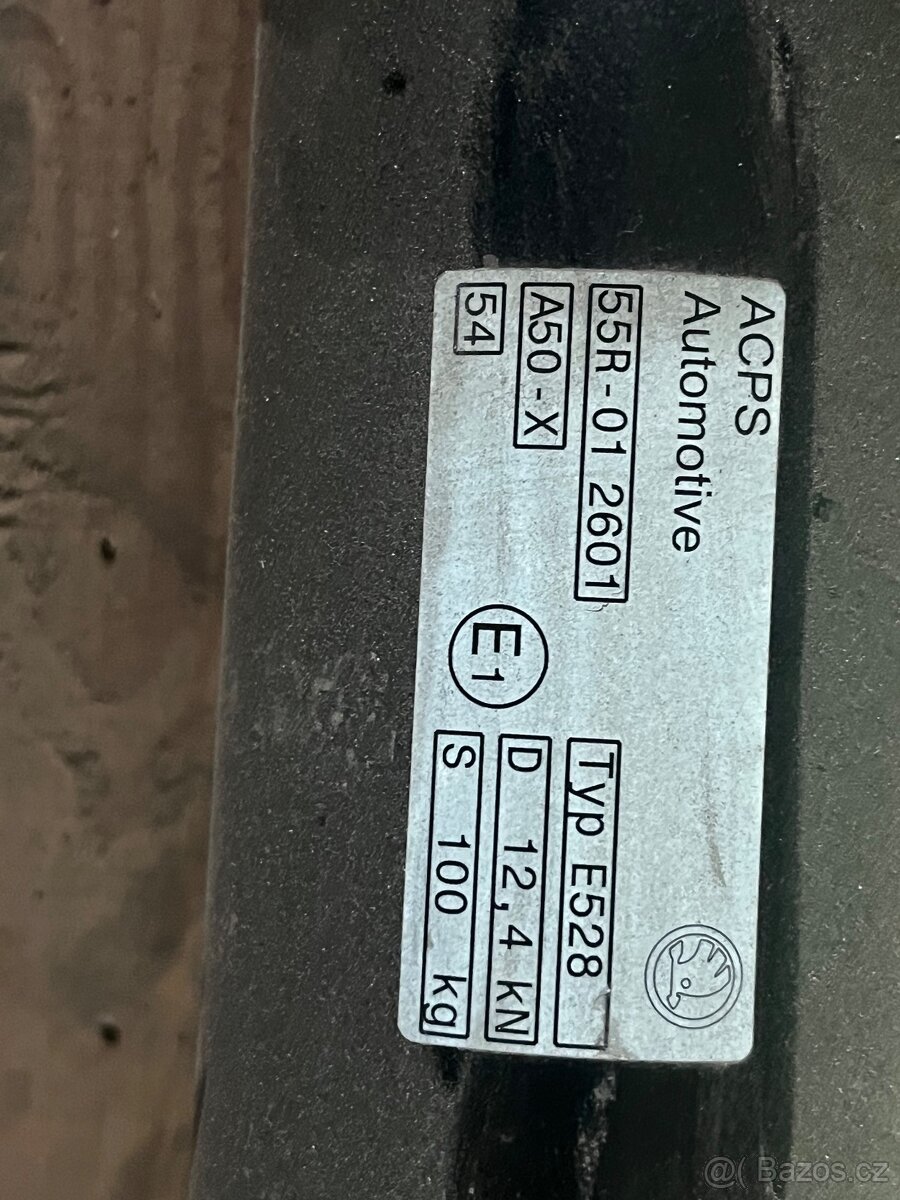 ACPS
Automotive
55R-01 2601
Typ E528
A50-X
D 12,4 kN
54
E1
S 100 kg
@( Bazos.cz